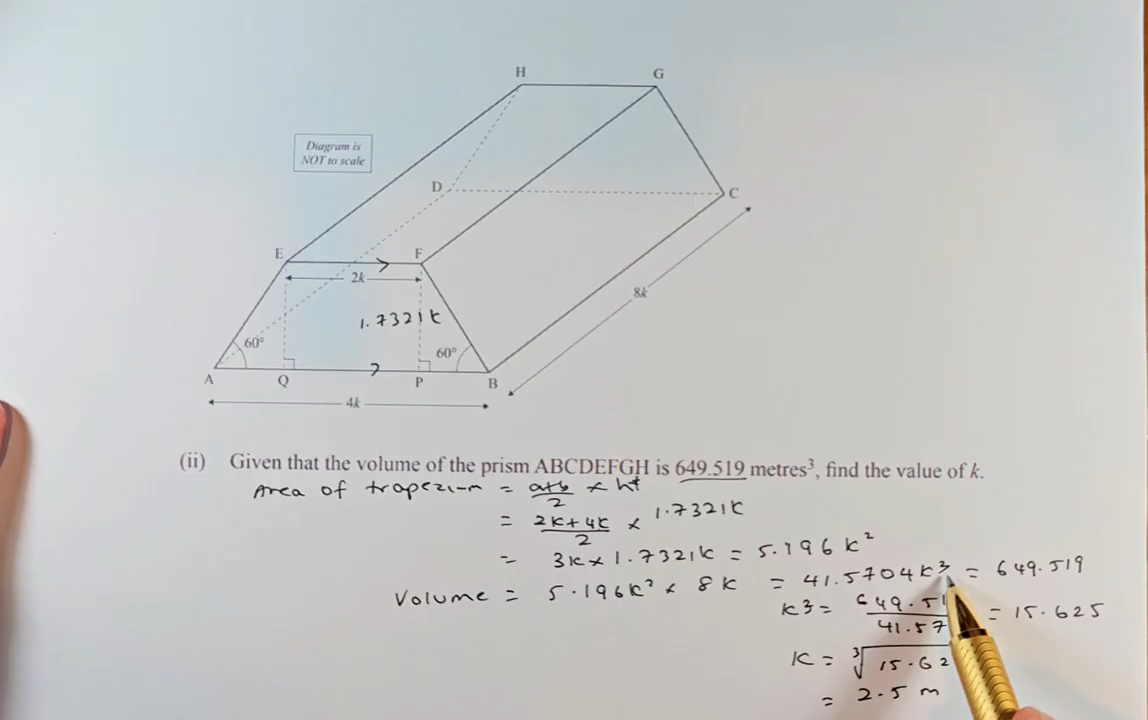 H G
Diagram is
NOT to scale
D C
E F
2k
8k
1.7321k
60° 60°
A Q P B
4k
(ii) Given that the volume of the prism ABCDEFGH is 649.519 metres³, find the value of k.
Area of trapezium = a+b/2 × ht
= 2k+4k/2 × 1.7321k
= 3k × 1.7321k = 5.196k²
Volume = 5.196k² × 8k = 41.5704k³ = 649.519
k³ = 649.51 / 41.57 = 15.625
k = ³√15.62
= 2.5 m